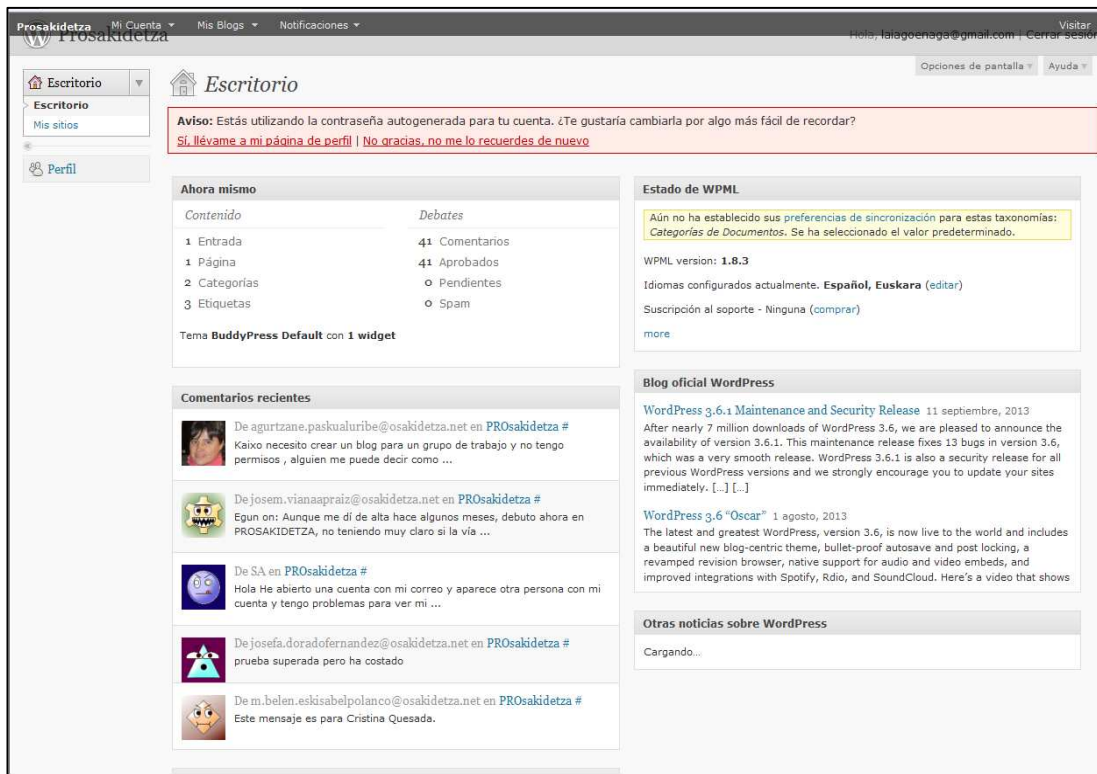 Prosakidetza Mi Cuenta Mis Blogs Notificaciones Visitar
Prosakidetza Hola, laiagoenaga@gmail.com | Cerrar sesión
Opciones de pantalla Ayuda
Escritorio
Escritorio
Mis sitios
Perfil
Escritorio
Aviso: Estás utilizando la contraseña autogenerada para tu cuenta. ¿Te gustaría cambiarla por algo más fácil de recordar?
Sí, llévame a mi página de perfil | No gracias, no me lo recuerdes de nuevo
Ahora mismo
Contenido Debates
1 Entrada 41 Comentarios
1 Página 41 Aprobados
2 Categorías 0 Pendientes
3 Etiquetas 0 Spam
Tema BuddyPress Default con 1 widget
Comentarios recientes
De agurtzane.paskualuribe@osakidetza.net en PROsakidetza #
Kaixo necesito crear un blog para un grupo de trabajo y no tengo
permisos , alguien me puede decir como ...
De josem.vianaapraiz@osakidetza.net en PROsakidetza #
Egun on: Aunque me dí de alta hace algunos meses, debuto ahora en
PROSAKIDETZA, no teniendo muy claro si la vía ...
De SA en PROsakidetza #
Hola He abierto una cuenta con mi correo y aparece otra persona con mi
cuenta y tengo problemas para ver mi ...
De josefa.doradofernandez@osakidetza.net en PROsakidetza #
prueba superada pero ha costado
De m.belen.eskisabelpolanco@osakidetza.net en PROsakidetza #
Este mensaje es para Cristina Quesada.
Estado de WPML
Aún no ha establecido sus preferencias de sincronización para estas taxonomías:
Categorías de Documentos. Se ha seleccionado el valor predeterminado.
WPML version: 1.8.3
Idiomas configurados actualmente. Español, Euskara (editar)
Suscripción al soporte - Ninguna (comprar)
more
Blog oficial WordPress
WordPress 3.6.1 Maintenance and Security Release 11 septiembre, 2013
After nearly 7 million downloads of WordPress 3.6, we are pleased to announce the
availability of version 3.6.1. This maintenance release fixes 13 bugs in version 3.6,
which was a very smooth release. WordPress 3.6.1 is also a security release for all
previous WordPress versions and we strongly encourage you to update your sites
immediately. […] […]
WordPress 3.6 “Oscar” 1 agosto, 2013
The latest and greatest WordPress, version 3.6, is now live to the world and includes
a beautiful new blog-centric theme, bullet-proof autosave and post locking, a
revamped revision browser, native support for audio and video embeds, and
improved integrations with Spotify, Rdio, and SoundCloud. Here’s a video that shows
Otras noticias sobre WordPress
Cargando...